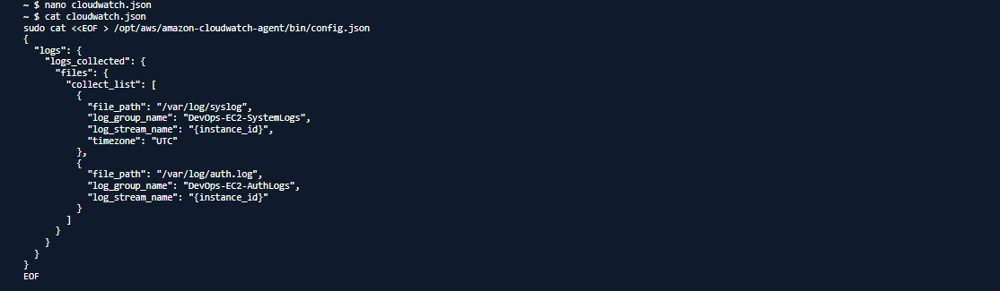 ~ $ nano cloudwatch.json
~ $ cat cloudwatch.json
sudo cat <<EOF > /opt/aws/amazon-cloudwatch-agent/bin/config.json
{
  "logs": {
    "logs_collected": {
      "files": {
        "collect_list": [
          {
            "file_path": "/var/log/syslog",
            "log_group_name": "DevOps-EC2-SystemLogs",
            "log_stream_name": "{instance_id}",
            "timezone": "UTC"
          },
          {
            "file_path": "/var/log/auth.log",
            "log_group_name": "DevOps-EC2-AuthLogs",
            "log_stream_name": "{instance_id}"
          }
        ]
      }
    }
  }
}
EOF